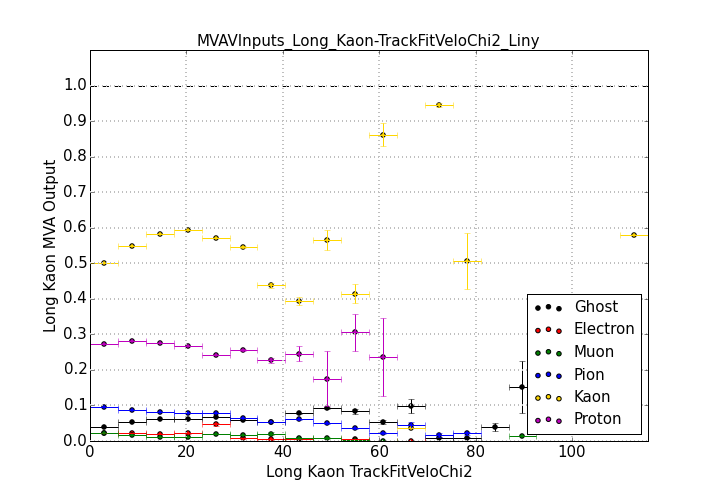 MVAVInputs_Long_Kaon-TrackFitVeloChi2_Liny
Long Kaon MVA Output
1.0
0.9
0.8
0.7
0.6
0.5
0.4
0.3
0.2
0.1
0.0
Ghost
Electron
Muon
Pion
Kaon
Proton
0 20 40 60 80 100
Long Kaon TrackFitVeloChi2